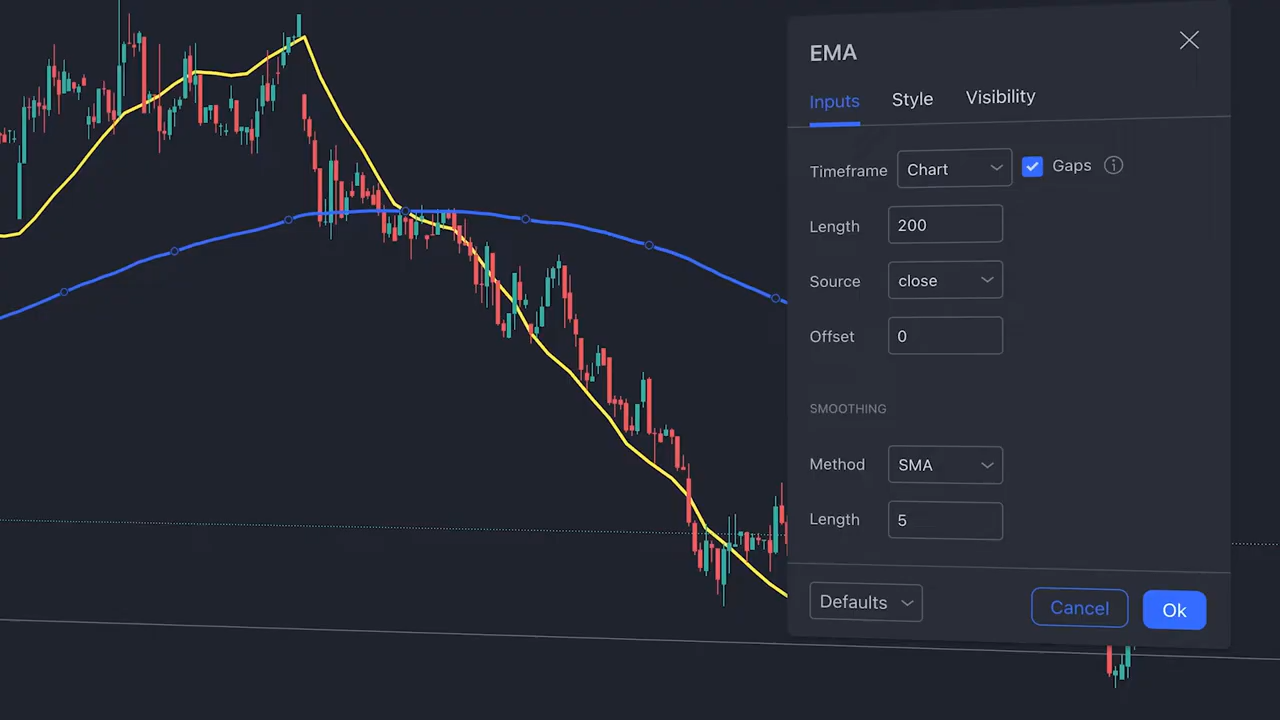 EMA
Inputs Style Visibility
Timeframe Chart Gaps
Length 200
Source close
Offset 0
SMOOTHING
Method SMA
Length 5
Defaults Cancel Ok